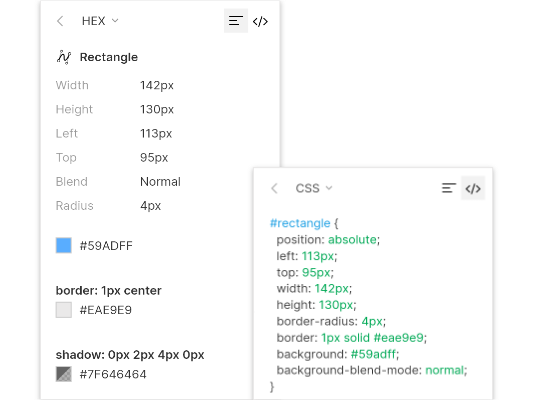 HEX
Rectangle
Width 142px
Height 130px
Left 113px
Top 95px
Blend Normal
Radius 4px
#59ADFF
border: 1px center
#EAE9E9
shadow: 0px 2px 4px 0px
#7F646464
CSS
#rectangle {
position: absolute;
left: 113px;
top: 95px;
width: 142px;
height: 130px;
border-radius: 4px;
border: 1px solid #eae9e9;
background: #59adff;
background-blend-mode: normal;
}